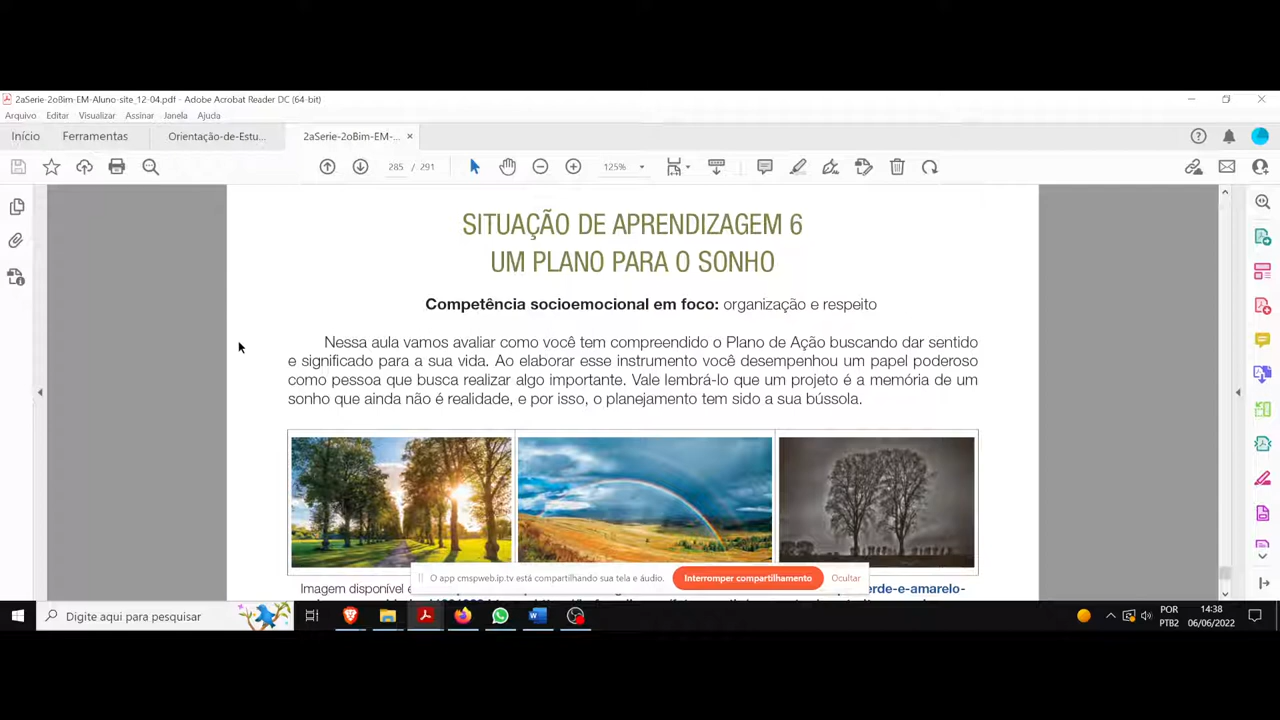 2aSerie-2oBim-EM-Aluno-site_12-04.pdf - Adobe Acrobat Reader DC (64-bit)
Arquivo Editar Visualizar Assinar Janela Ajuda
Início Ferramentas Orientação-de-Estu... 2aSerie-2oBim-EM-...
285 / 291 125%
SITUAÇÃO DE APRENDIZAGEM 6
UM PLANO PARA O SONHO
Competência socioemocional em foco: organização e respeito
Nessa aula vamos avaliar como você tem compreendido o Plano de Ação buscando dar sentido
e significado para a sua vida. Ao elaborar esse instrumento você desempenhou um papel poderoso
como pessoa que busca realizar algo importante. Vale lembrá-lo que um projeto é a memória de um
sonho que ainda não é realidade, e por isso, o planejamento tem sido a sua bússola.
O app cmspweb.ip.tv está compartilhando sua tela e áudio. Interromper compartilhamento Ocultar
Imagem disponível e
erde-e-amarelo-
Digite aqui para pesquisar
POR
PTB2
14:38
06/06/2022